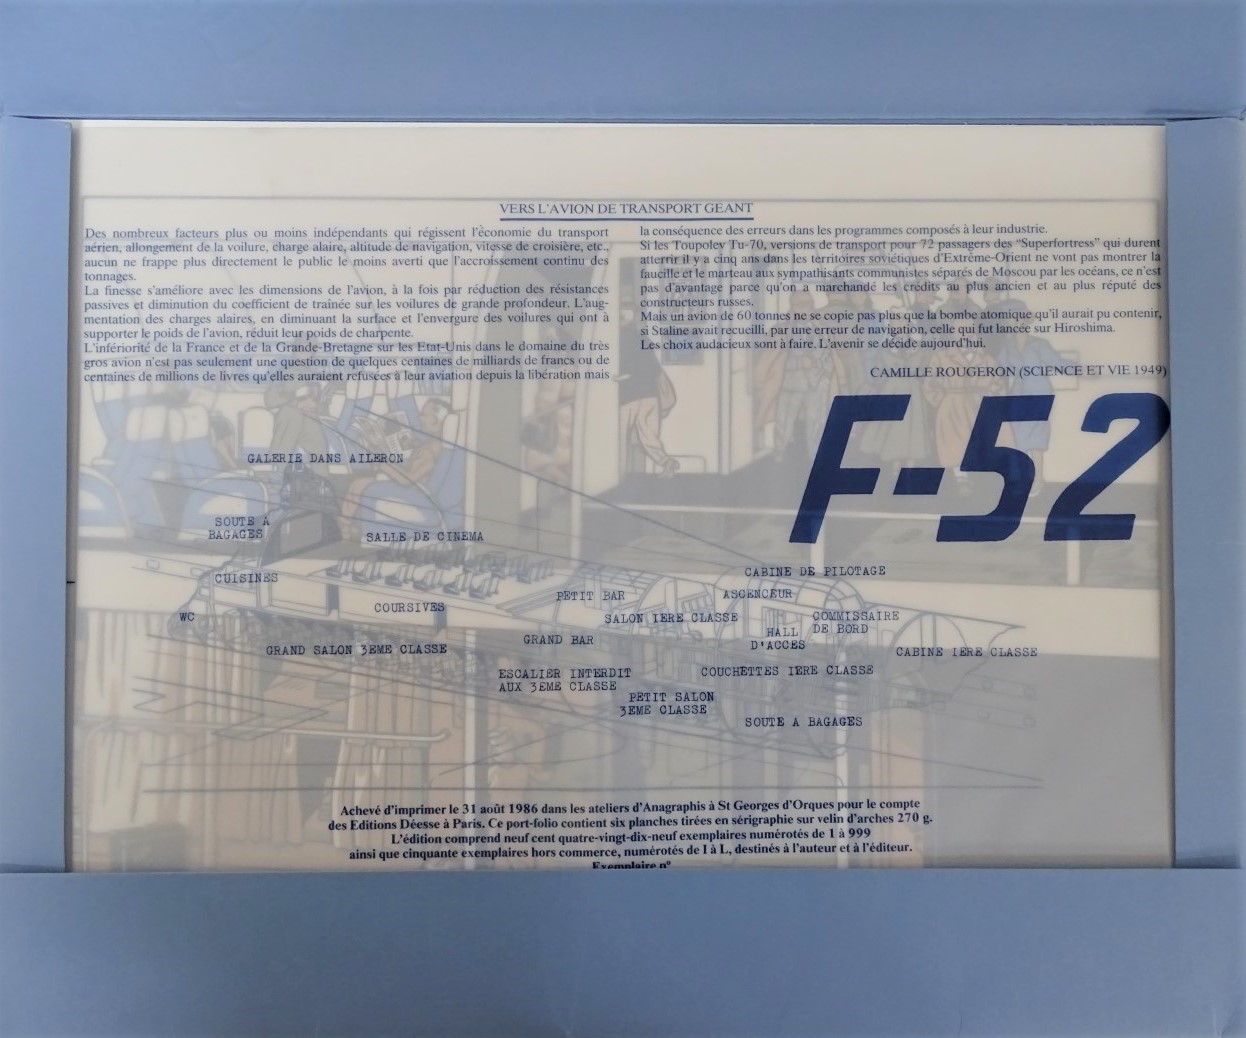 VERS L'AVION DE TRANSPORT GEANT
Des nombreux facteurs plus ou moins indépendants qui régissent l'économie du transport
aérien, allongement de la voilure, charge alaire, altitude de navigation, vitesse de croisière, etc.,
aucun ne frappe plus directement le public le moins averti que l'accroissement continu des
tonnages.
La finesse s'améliore avec les dimensions de l'avion, à la fois par réduction des résistances
passives et diminution du coefficient de traînée sur les voilures de grande profondeur. L'aug-
mentation des charges alaires, en diminuant la surface et l'envergure des voilures qui ont à
supporter le poids de l'avion, réduit leur poids de charpente.
L'infériorité de la France et de la Grande-Bretagne sur les Etat-Unis dans le domaine du très
gros avion n'est pas seulement une question de quelques centaines de milliards de francs ou de
centaines de millions de livres qu'elles auraient refusées à leur aviation depuis la libération mais
la conséquence des erreurs dans les programmes composés à leur industrie.
Si les Toupolev Tu-70, versions de transport pour 72 passagers des "Superfortress" qui durent
atterrir il y a cinq ans dans les territoires soviétiques d'Extrême-Orient ne vont pas montrer la
faucille et le marteau aux sympathisants communistes séparés de Moscou par les océans, ce n'est
pas d'avantage parce qu'on a marchandé les crédits au plus ancien et au plus réputé des
constructeurs russes.
Mais un avion de 60 tonnes ne se copie pas plus que la bombe atomique qu'il aurait pu contenir,
si Staline avait recueilli, par une erreur de navigation, celle qui fut lancée sur Hiroshima.
Les choix audacieux sont à faire. L'avenir se décide aujourd'hui.
CAMILLE ROUGERON (SCIENCE ET VIE 1949)
F-52
GALERIE DANS AILERON
SOUTE A
BAGAGES
SALLE DE CINEMA
CUISINES
CABINE DE PILOTAGE
PETIT BAR
ASCENCEUR
COURSIVES
WC
SALON 1ERE CLASSE
COMMISSAIRE
DE BORD
HALL
D'ACCES
GRAND BAR
GRAND SALON 3EME CLASSE
CABINE 1ERE CLASSE
ESCALIER INTERDIT
AUX 3EME CLASSE
COUCHETTES 1ERE CLASSE
PETIT SALON
3EME CLASSE
SOUTE A BAGAGES
Achevé d'imprimer le 31 août 1986 dans les ateliers d'Anagraphis à St Georges d'Orques pour le compte
des Editions Déesse à Paris. Ce port-folio contient six planches tirées en sérigraphie sur velin d'arches 270 g.
L'édition comprend neuf cent quatre-vingt-dix-neuf exemplaires numérotés de 1 à 999
ainsi que cinquante exemplaires hors commerce, numérotés de I à L, destinés à l'auteur et à l'éditeur.
Exemplaire n°